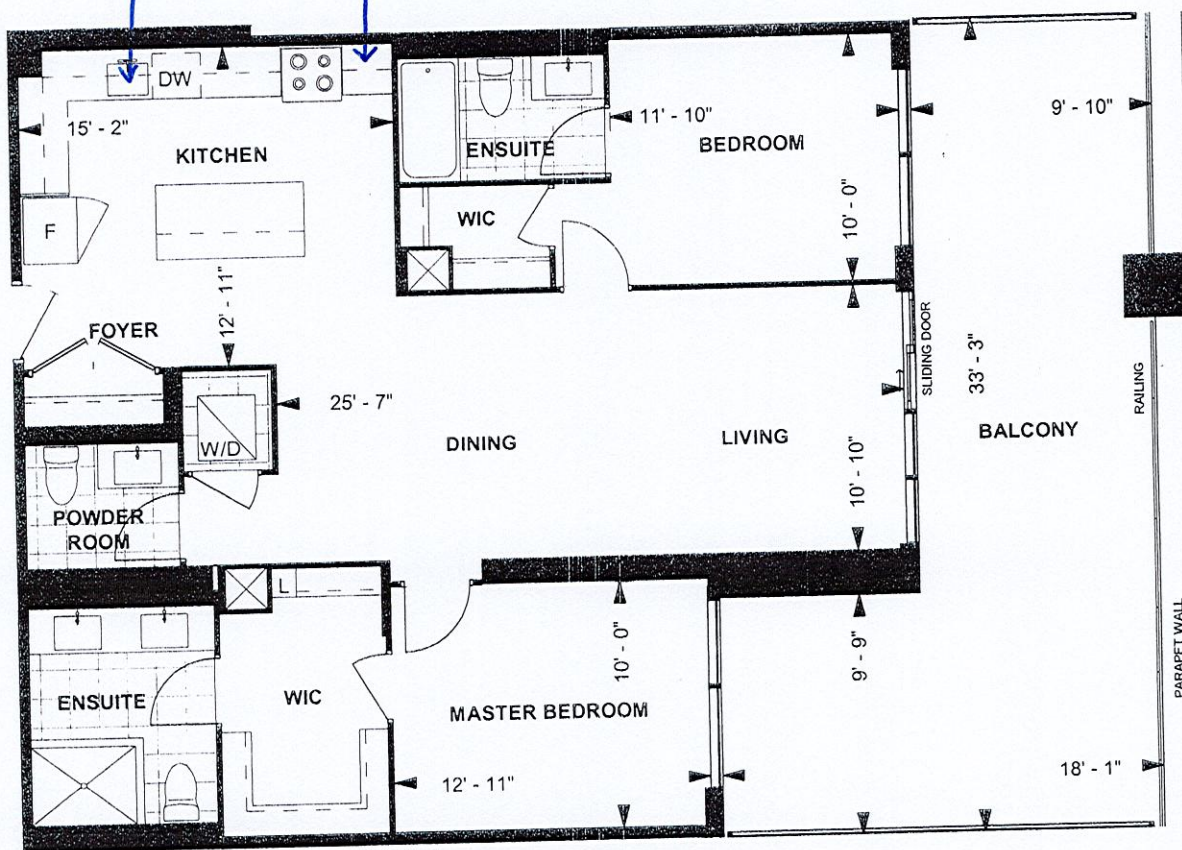 DW
15' - 2"
KITCHEN
ENSUITE
11' - 10"
BEDROOM
9' - 10"
WIC
10' - 0"
F
12' - 11"
FOYER
SLIDING DOOR
33' - 3"
RAILING
25' - 7"
W/D
DINING
LIVING
BALCONY
10' - 10"
POWDER
ROOM
L
10' - 0"
9' - 9"
PARAPET WALL
ENSUITE
WIC
MASTER BEDROOM
12' - 11"
18' - 1"